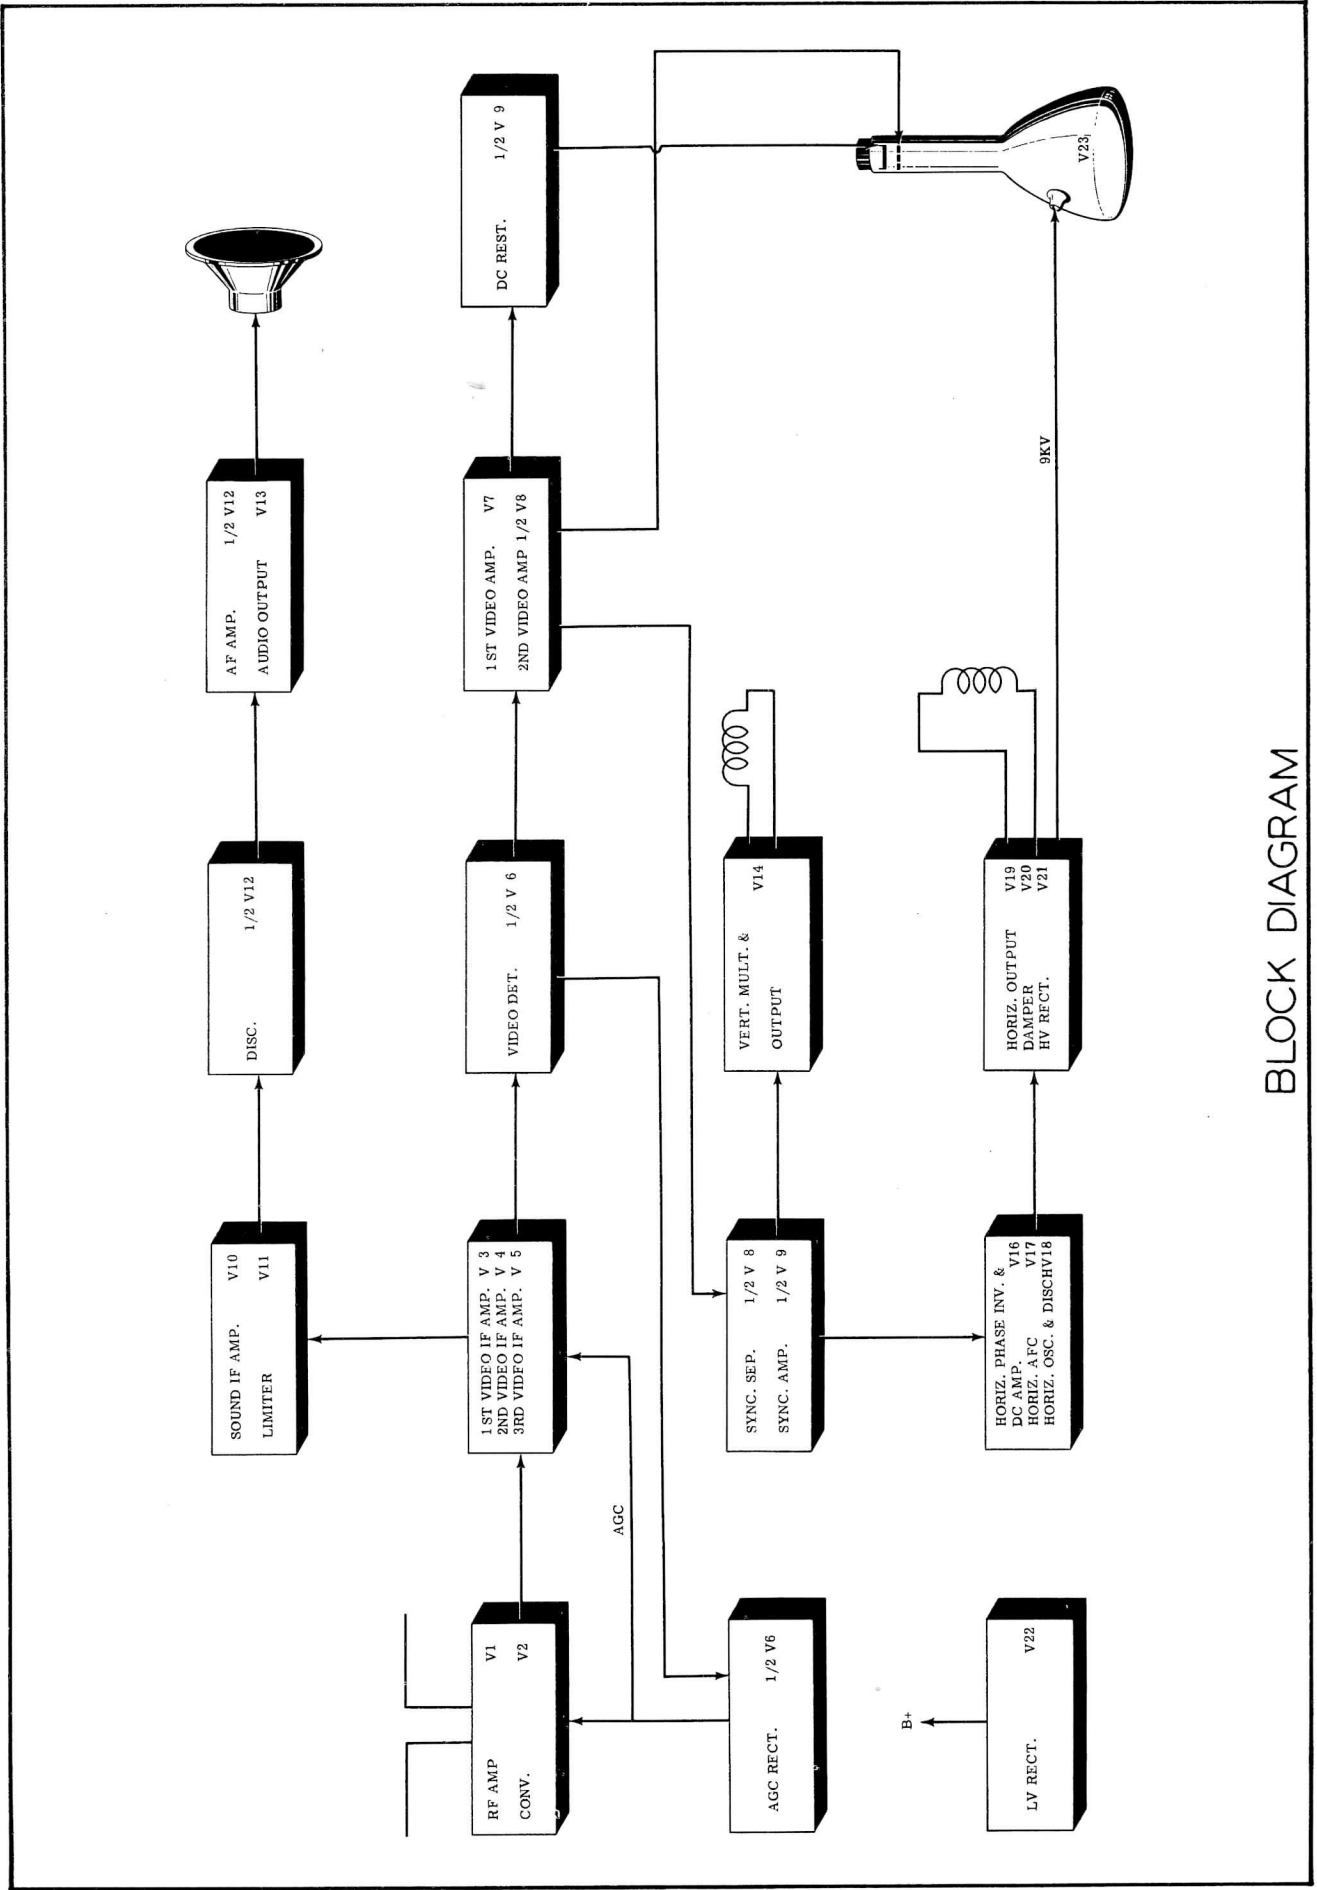 SOUND IF AMP. V10
LIMITER V11
DISC. 1/2 V12
AF AMP. 1/2 V12
AUDIO OUTPUT V13
RF AMP V1
CONV. V2
1ST VIDEO IF AMP. V 3
2ND VIDEO IF AMP. V 4
3RD VIDEO IF AMP. V 5
VIDEO DET. 1/2 V 6
1ST VIDEO AMP. V7
2ND VIDEO AMP 1/2 V8
DC REST. 1/2 V 9
AGC
AGC RECT. 1/2 V6
SYNC. SEP. 1/2 V 8
SYNC. AMP. 1/2 V 9
VERT. MULT. &
OUTPUT V14
B+
LV RECT. V22
HORIZ. PHASE INV. &
DC AMP. V16
HORIZ. AFC V17
HORIZ. OSC. & DISCHV18
HORIZ. OUTPUT V19
DAMPER V20
HV RECT. V21
9KV
V23
BLOCK DIAGRAM